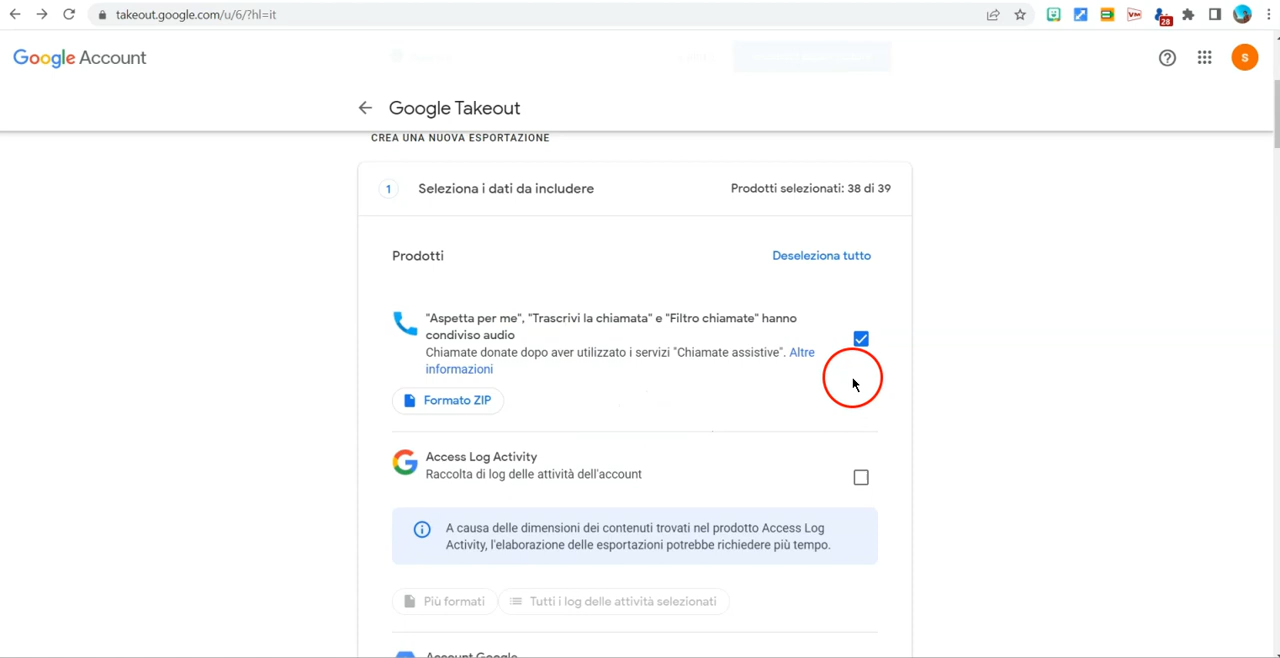 takeout.google.com/u/6/?hl=it
VM
28
Google Account
S
Google Takeout
CREA UNA NUOVA ESPORTAZIONE
1 Seleziona i dati da includere Prodotti selezionati: 38 di 39
Prodotti Deseleziona tutto
"Aspetta per me", "Trascrivi la chiamata" e "Filtro chiamate" hanno
condiviso audio
Chiamate donate dopo aver utilizzato i servizi "Chiamate assistive". Altre
informazioni
Formato ZIP
Access Log Activity
Raccolta di log delle attività dell'account
A causa delle dimensioni dei contenuti trovati nel prodotto Access Log
Activity, l'elaborazione delle esportazioni potrebbe richiedere più tempo.
Più formati Tutti i log delle attività selezionati
Account Google